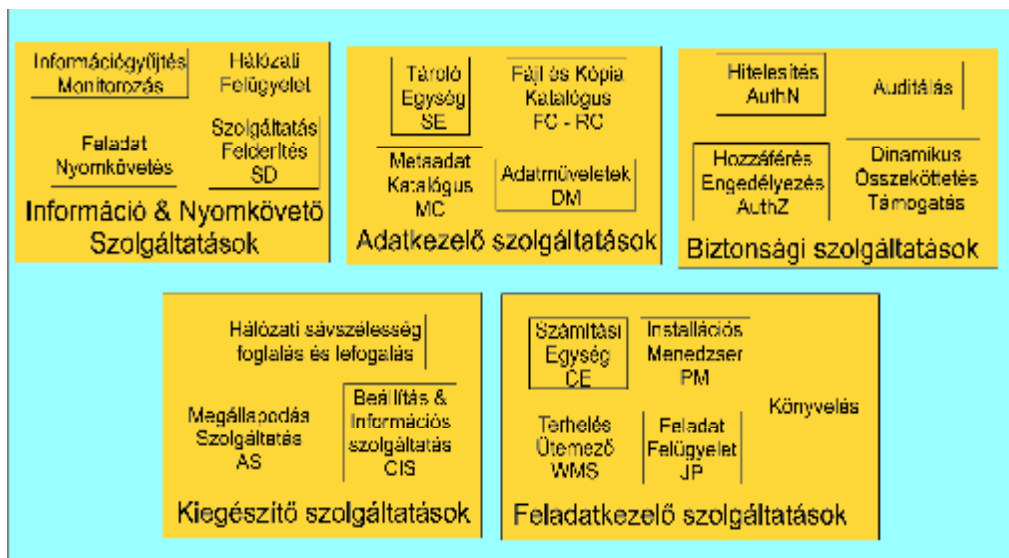 Információgyűjtés
Monitorozás
Hálózati
Felügyelet
Feladat
Nyomkövetés
Szolgáltatás
Felderítés
SD
Információ & Nyomkövető
Szolgáltatások
Tároló
Egység
SE
Fájl és Kópia
Katalógus
FC - RC
Metaadat
Katalógus
MC
Adatműveletek
DM
Adatkezelő szolgáltatások
Hitelesítés
AuthN
Auditálás
Hozzáférés
Engedélyezés
AuthZ
Dinamikus
Összeköttetés
Támogatás
Biztonsági szolgáltatások
Hálózati sávszélesség
foglalás és lefogalás
Megállapodás
Szolgáltetás
AS
Beállítás &
Információs
szolgáltatás
CIS
Kiegészítő szolgáltatások
Számítási
Egység
CE
Installációs
Menedzser
PM
Könyvelés
Terhelés
Ütemező
WMS
Feladat
Felügyelet
JP
Feladatkezelő szolgáltatások